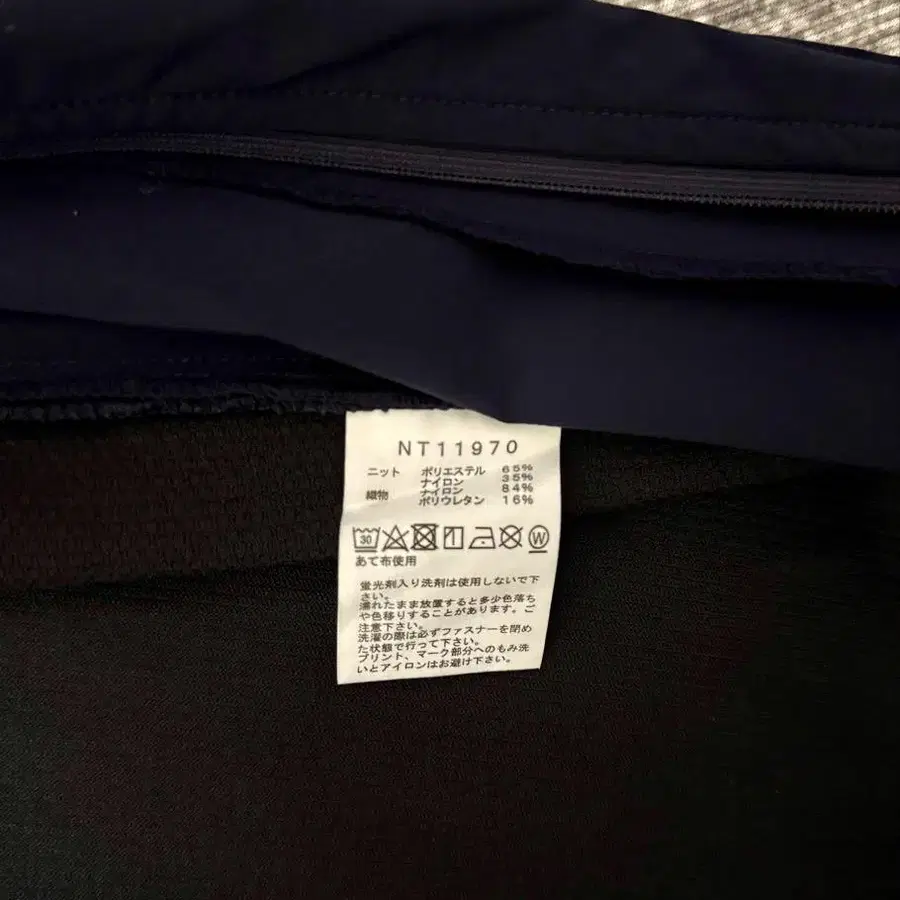 NT11970
ニット ポリエステル 65%
ナイロン 35%
織物 ナイロン 84%
ポリウレタン 16%
30 W
あて布使用
蛍光剤入り洗剤は使用しないで下
さい。
濡れたまま放置すると多少色落ち
や色移りすることがあります。ご
注意下さい。
洗濯の際は必ずファスナーを閉め
た状態で行って下さい。
プリント、マーク部分へのもみ洗
いとアイロンはお避け下さい。